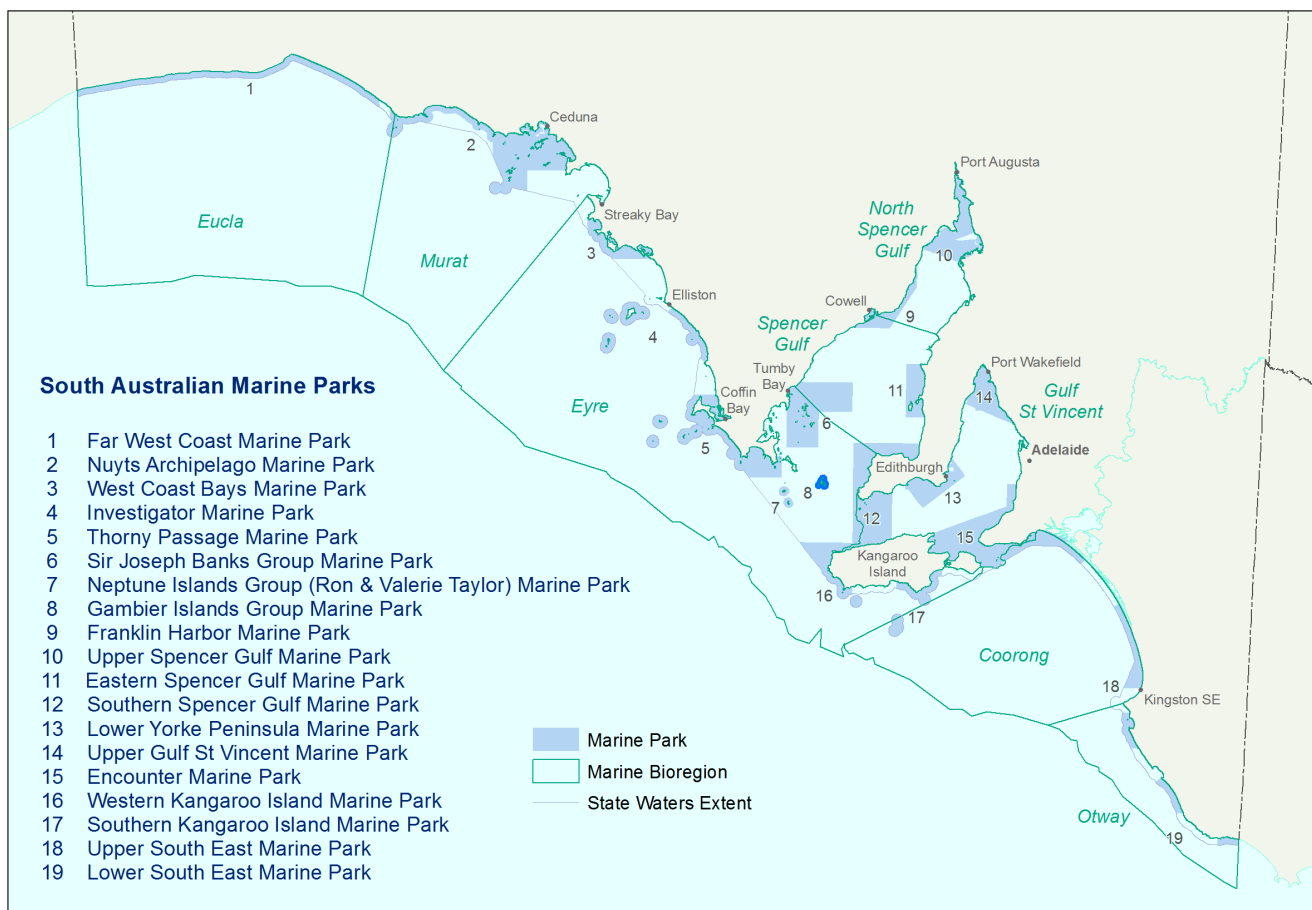 1
Ceduna
2
Port Augusta
Streaky Bay
North
Spencer
Gulf
Eucla
3
10
Murat
Elliston
Cowell
9
Spencer
Gulf
4
Port Wakefield
South Australian Marine Parks
Tumby
Bay
11
14
Gulf
St Vincent
Eyre
Coffin
Bay
6
1 Far West Coast Marine Park
2 Nuyts Archipelago Marine Park
3 West Coast Bays Marine Park
4 Investigator Marine Park
5 Thorny Passage Marine Park
6 Sir Joseph Banks Group Marine Park
7 Neptune Islands Group (Ron & Valerie Taylor) Marine Park
8 Gambier Islands Group Marine Park
9 Franklin Harbor Marine Park
10 Upper Spencer Gulf Marine Park
11 Eastern Spencer Gulf Marine Park
12 Southern Spencer Gulf Marine Park
13 Lower Yorke Peninsula Marine Park
14 Upper Gulf St Vincent Marine Park
15 Encounter Marine Park
16 Western Kangaroo Island Marine Park
17 Southern Kangaroo Island Marine Park
18 Upper South East Marine Park
19 Lower South East Marine Park
5
Adelaide
Edithburgh
8
7
13
12
15
Kangaroo
Island
16
17
Coorong
18
Kingston SE
Marine Park
Marine Bioregion
State Waters Extent
Otway
19